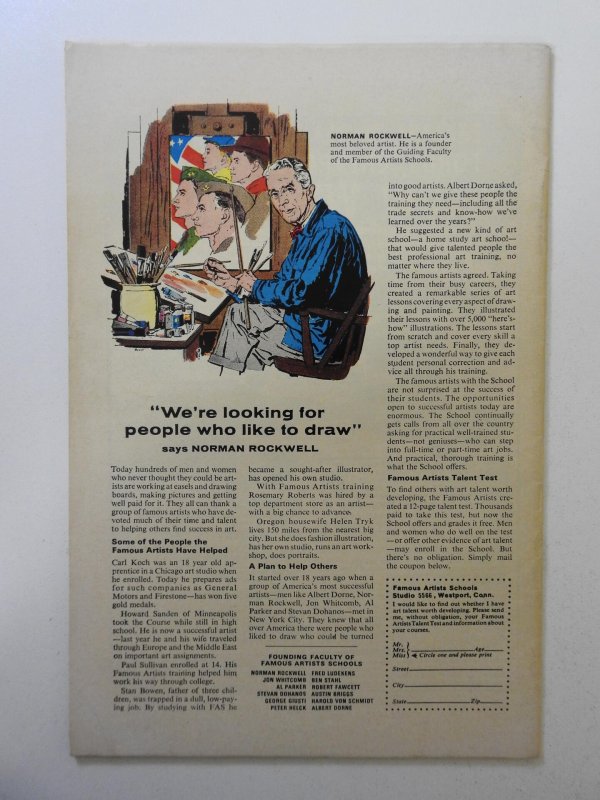 NORMAN ROCKWELL—America's
most beloved artist. He is a founder
and member of the Guiding Faculty
of the Famous Artists Schools.
"We're looking for
people who like to draw"
says NORMAN ROCKWELL
Today hundreds of men and women
who never thought they could be art-
ists are working at easels and drawing
boards, making pictures and getting
well paid for it. They all can thank a
group of famous artists who have de-
voted much of their time and talent
to helping others find success in art.
Some of the People the
Famous Artists Have Helped
Carl Koch was an 18 year old ap-
prentice in a Chicago art studio when
he enrolled. Today he prepares ads
for such companies as General
Motors and Firestone—has won five
gold medals.
Howard Sanden of Minneapolis
took the Course while still in high
school. He is now a successful artist
—last year he and his wife traveled
through Europe and the Middle East
on important art assignments.
Paul Sullivan enrolled at 14. His
Famous Artists training helped him
work his way through college.
Stan Bowen, father of three chil-
dren, was trapped in a dull, low-pay-
ing job. By studying with FAS he
became a sought-after illustrator,
has opened his own studio.
With Famous Artists training
Rosemary Roberts was hired by a
top department store as an artist—
with a big chance to advance.
Oregon housewife Helen Tryk
lives 150 miles from the nearest big
city. But she does fashion illustration,
has her own studio, runs an art work-
shop, does portraits.
A Plan to Help Others
It started over 18 years ago when a
group of America's most successful
artists—men like Albert Dorne, Nor-
man Rockwell, Jon Whitcomb, Al
Parker and Stevan Dohanos—met in
New York City. They knew that all
over America there were people who
liked to draw who could be turned
FOUNDING FACULTY OF
FAMOUS ARTISTS SCHOOLS
NORMAN ROCKWELL FRED LUDEKENS
JON WHITCOMB BEN STAHL
AL PARKER ROBERT FAWCETT
STEVAN DOHANOS AUSTIN BRIGGS
GEORGE GIUSTI HAROLD VON SCHMIDT
PETER HELCK ALBERT DORNE
into good artists. Albert Dorne asked,
"Why can't we give these people the
training they need—including all the
trade secrets and know-how we've
learned over the years?"
He suggested a new kind of art
school—a home study art school—
that would give talented people the
best professional art training, no
matter where they live.
The famous artists agreed. Taking
time from their busy careers, they
created a remarkable series of art
lessons covering every aspect of draw-
ing and painting. They illustrated
their lessons with over 5,000 "here's-
how" illustrations. The lessons start
from scratch and cover every skill a
top artist needs. Finally, they de-
veloped a wonderful way to give each
student personal correction and ad-
vice all through his training.
The famous artists with the School
are not surprised at the success of
their students. The opportunities
open to successful artists today are
enormous. The School continually
gets calls from all over the country
asking for practical well-trained stu-
dents—not geniuses—who can step
into full-time or part-time art jobs.
And practical, thorough training is
what the School offers.
Famous Artists Talent Test
To find others with art talent worth
developing, the Famous Artists cre-
ated a 12-page talent test. Thousands
paid to take this test, but now the
School offers and grades it free. Men
and women who do well on the test
—or offer other evidence of art talent
—may enroll in the School. But
there's no obligation. Simply mail
the coupon below.
Famous Artists Schools
Studio 5566, Westport, Conn.
I would like to find out whether I have
art talent worth developing. Please send
me, without obligation, your Famous
Artists Talent Test and information about
your courses.
Mr.
Mrs. Age
Miss Circle one and please print
Street
City
State Zip